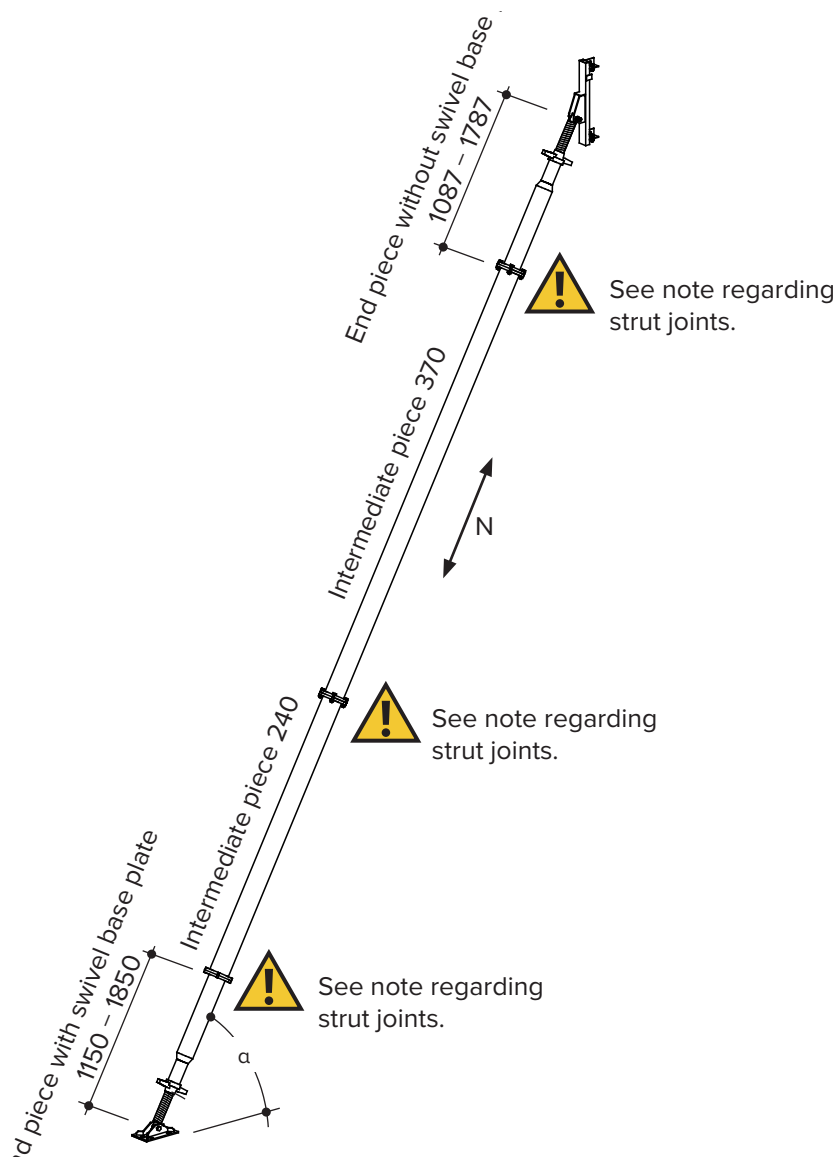 End piece without swivel base
1087 – 1787
See note regarding
strut joints.
Intermediate piece 370
N
See note regarding
strut joints.
Intermediate piece 240
piece with swivel base plate
1150 – 1850
See note regarding
strut joints.
α